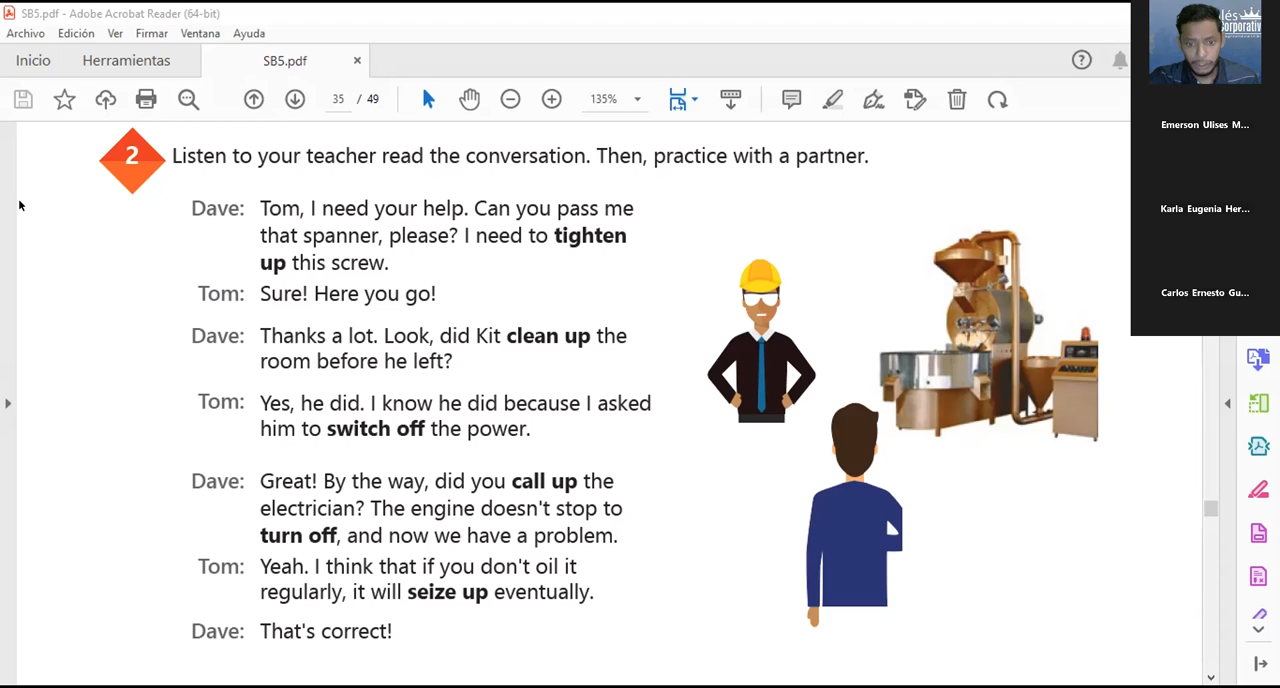 SB5.pdf - Adobe Acrobat Reader (64-bit)
Archivo Edición Ver Firmar Ventana Ayuda
Inicio Herramientas SB5.pdf ×
35 / 49 135%
2 Listen to your teacher read the conversation. Then, practice with a partner.
Dave: Tom, I need your help. Can you pass me
that spanner, please? I need to tighten
up this screw.
Tom: Sure! Here you go!
Dave: Thanks a lot. Look, did Kit clean up the
room before he left?
Tom: Yes, he did. I know he did because I asked
him to switch off the power.
Dave: Great! By the way, did you call up the
electrician? The engine doesn't stop to
turn off, and now we have a problem.
Tom: Yeah. I think that if you don't oil it
regularly, it will seize up eventually.
Dave: That's correct!
lés
corporativ
Emerson Ulises M...
Karla Eugenia Her...
Carlos Ernesto Gu...